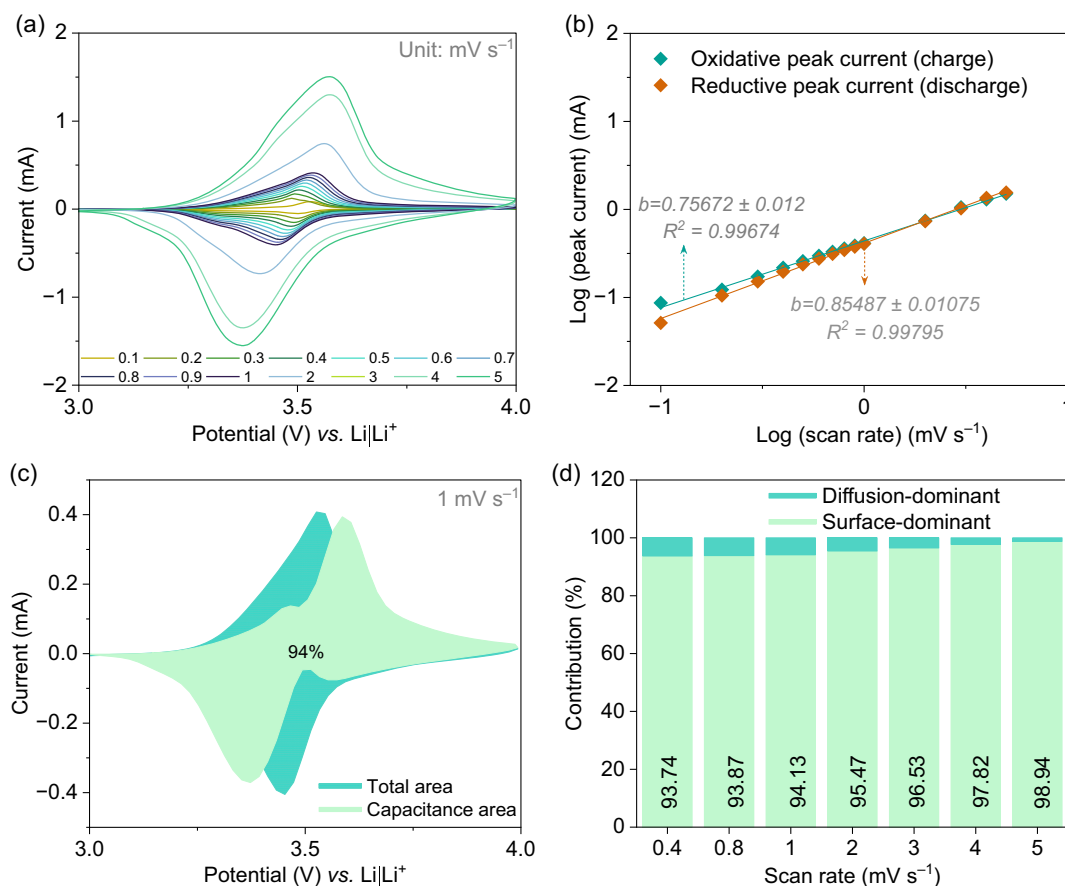 (a)
2
1
0
−1
−2
Current (mA)
Unit: mV s⁻¹
0.1 0.2 0.3 0.4 0.5 0.6 0.7
0.8 0.9 1 2 3 4 5
3.0 3.5 4.0
Potential (V) vs. Li|Li⁺
(b)
2
1
0
−1
−2
Log (peak current) (mA)
Oxidative peak current (charge)
Reductive peak current (discharge)
b=0.75672 ± 0.012
R² = 0.99674
b=0.85487 ± 0.01075
R² = 0.99795
−1 0 1
Log (scan rate) (mV s⁻¹)
(c)
0.4
0.2
0.0
−0.2
−0.4
Current (mA)
1 mV s⁻¹
94%
Total area
Capacitance area
3.0 3.5 4.0
Potential (V) vs. Li|Li⁺
(d)
120
100
80
60
40
20
0
Contribution (%)
Diffusion-dominant
Surface-dominant
93.74 93.87 94.13 95.47 96.53 97.82 98.94
0.4 0.8 1 2 3 4 5
Scan rate (mV s⁻¹)